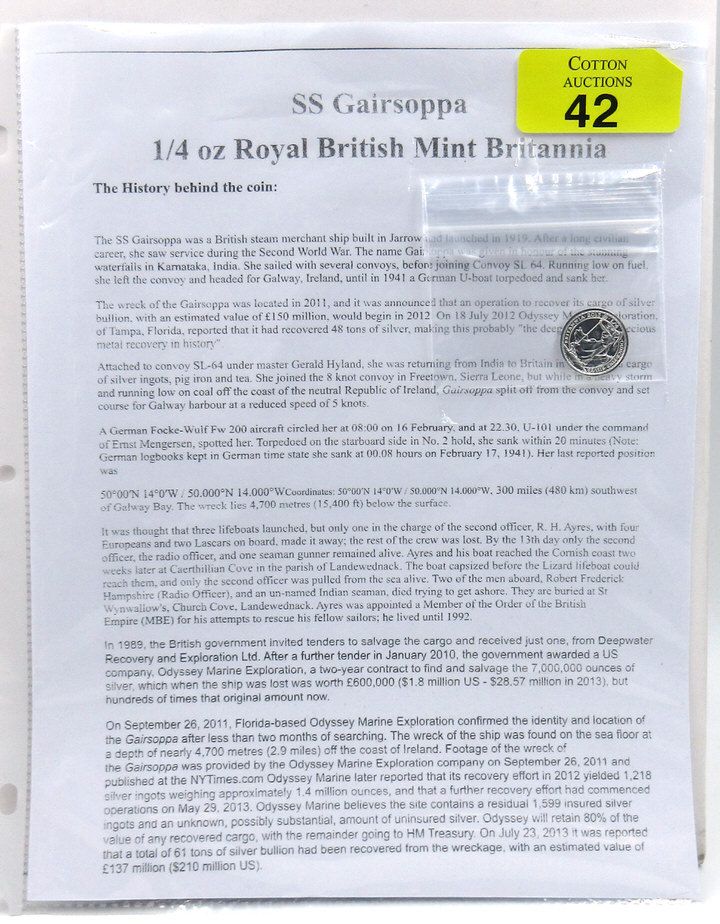 COTTON
AUCTIONS
42
SS Gairsoppa
1/4 oz Royal British Mint Britannia
The History behind the coin:
The SS Gairsoppa was a British steam merchant ship built in Jarrow and launched in 1919. After a long civilian
career, she saw service during the Second World War. The name Gairsoppa was given in honour of the stunning
waterfalls in Karnataka, India. She sailed with several convoys, before joining Convoy SL 64. Running low on fuel,
she left the convoy and headed for Galway, Ireland, until in 1941 a German U-boat torpedoed and sank her.
The wreck of the Gairsoppa was located in 2011, and it was announced that an operation to recover its cargo of silver
bullion, with an estimated value of £150 million, would begin in 2012. On 18 July 2012 Odyssey
of Tampa, Florida, reported that it had recovered 48 tons of silver, making this probably "the
metal recovery in history".
Attached to convoy SL-64 under master Gerald Hyland, she was returning from India to Britain in cargo
of silver ingots, pig iron and tea. She joined the 8 knot convoy in Freetown, Sierra Leone, but while in a heavy storm
and running low on coal off the coast of the neutral Republic of Ireland, Gairsoppa split off from the convoy and set
course for Galway harbour at a reduced speed of 5 knots.
A German Focke-Wulf Fw 200 aircraft circled her at 08:00 on 16 February, and at 22.30, U-101 under the command
of Ernst Mengersen, spotted her. Torpedoed on the starboard side in No. 2 hold, she sank within 20 minutes (Note:
German logbooks kept in German time state she sank at 00.08 hours on February 17, 1941). Her last reported position
was
50°00′N 14°0′W / 50.000°N 14.000°WCoordinates: 50°00′N 14°0′W / 50.000°N 14.000°W, 300 miles (480 km) southwest
of Galway Bay. The wreck lies 4,700 metres (15,400 ft) below the surface.
It was thought that three lifeboats launched, but only one in the charge of the second officer, R. H. Ayres, with four
Europeans and two Lascars on board, made it away; the rest of the crew was lost. By the 13th day only the second
officer, the radio officer, and one seaman gunner remained alive. Ayres and his boat reached the Cornish coast two
weeks later at Caerthillian Cove in the parish of Landewednack. The boat capsized before the Lizard lifeboat could
reach them, and only the second officer was pulled from the sea alive. Two of the men aboard, Robert Frederick
Hampshire (Radio Officer), and an un-named Indian seaman, died trying to get ashore. They are buried at St
Wynwallow's, Church Cove, Landewednack. Ayres was appointed a Member of the Order of the British
Empire (MBE) for his attempts to rescue his fellow sailors; he lived until 1992.
In 1989, the British government invited tenders to salvage the cargo and received just one, from Deepwater
Recovery and Exploration Ltd. After a further tender in January 2010, the government awarded a US
company, Odyssey Marine Exploration, a two-year contract to find and salvage the 7,000,000 ounces of
silver, which when the ship was lost was worth £600,000 ($1.8 million US - $28.57 million in 2013), but
hundreds of times that original amount now.
On September 26, 2011, Florida-based Odyssey Marine Exploration confirmed the identity and location of
the Gairsoppa after less than two months of searching. The wreck of the ship was found on the sea floor at
a depth of nearly 4,700 metres (2.9 miles) off the coast of Ireland. Footage of the wreck of
the Gairsoppa was provided by the Odyssey Marine Exploration company on September 26, 2011 and
published at the NYTimes.com Odyssey Marine later reported that its recovery effort in 2012 yielded 1,218
silver ingots weighing approximately 1.4 million ounces, and that a further recovery effort had commenced
operations on May 29, 2013. Odyssey Marine believes the site contains a residual 1,599 insured silver
ingots and an unknown, possibly substantial, amount of uninsured silver. Odyssey will retain 80% of the
value of any recovered cargo, with the remainder going to HM Treasury. On July 23, 2013 it was reported
that a total of 61 tons of silver bullion had been recovered from the wreckage, with an estimated value of
£137 million ($210 million US).